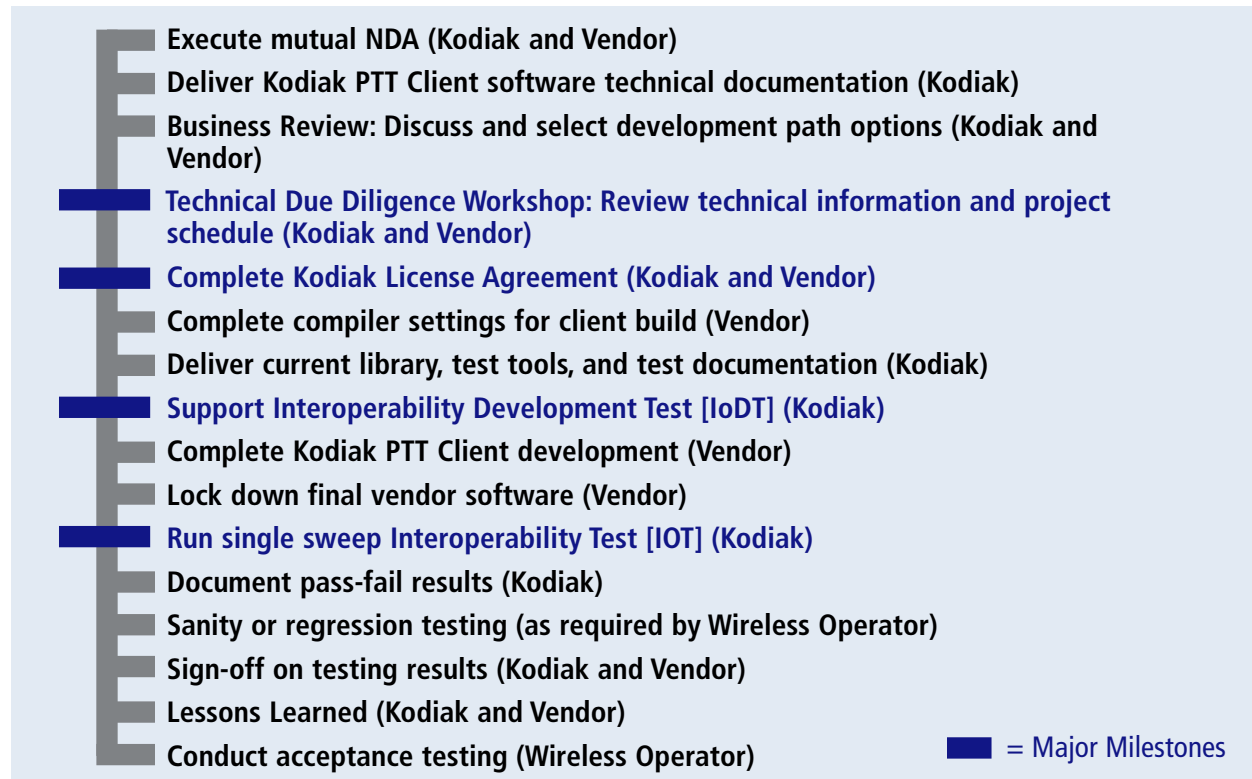 Execute mutual NDA (Kodiak and Vendor)
Deliver Kodiak PTT Client software technical documentation (Kodiak)
Business Review: Discuss and select development path options (Kodiak and
Vendor)
Technical Due Diligence Workshop: Review technical information and project
schedule (Kodiak and Vendor)
Complete Kodiak License Agreement (Kodiak and Vendor)
Complete compiler settings for client build (Vendor)
Deliver current library, test tools, and test documentation (Kodiak)
Support Interoperability Development Test [IoDT] (Kodiak)
Complete Kodiak PTT Client development (Vendor)
Lock down final vendor software (Vendor)
Run single sweep Interoperability Test [IOT] (Kodiak)
Document pass-fail results (Kodiak)
Sanity or regression testing (as required by Wireless Operator)
Sign-off on testing results (Kodiak and Vendor)
Lessons Learned (Kodiak and Vendor)
Conduct acceptance testing (Wireless Operator)
= Major Milestones